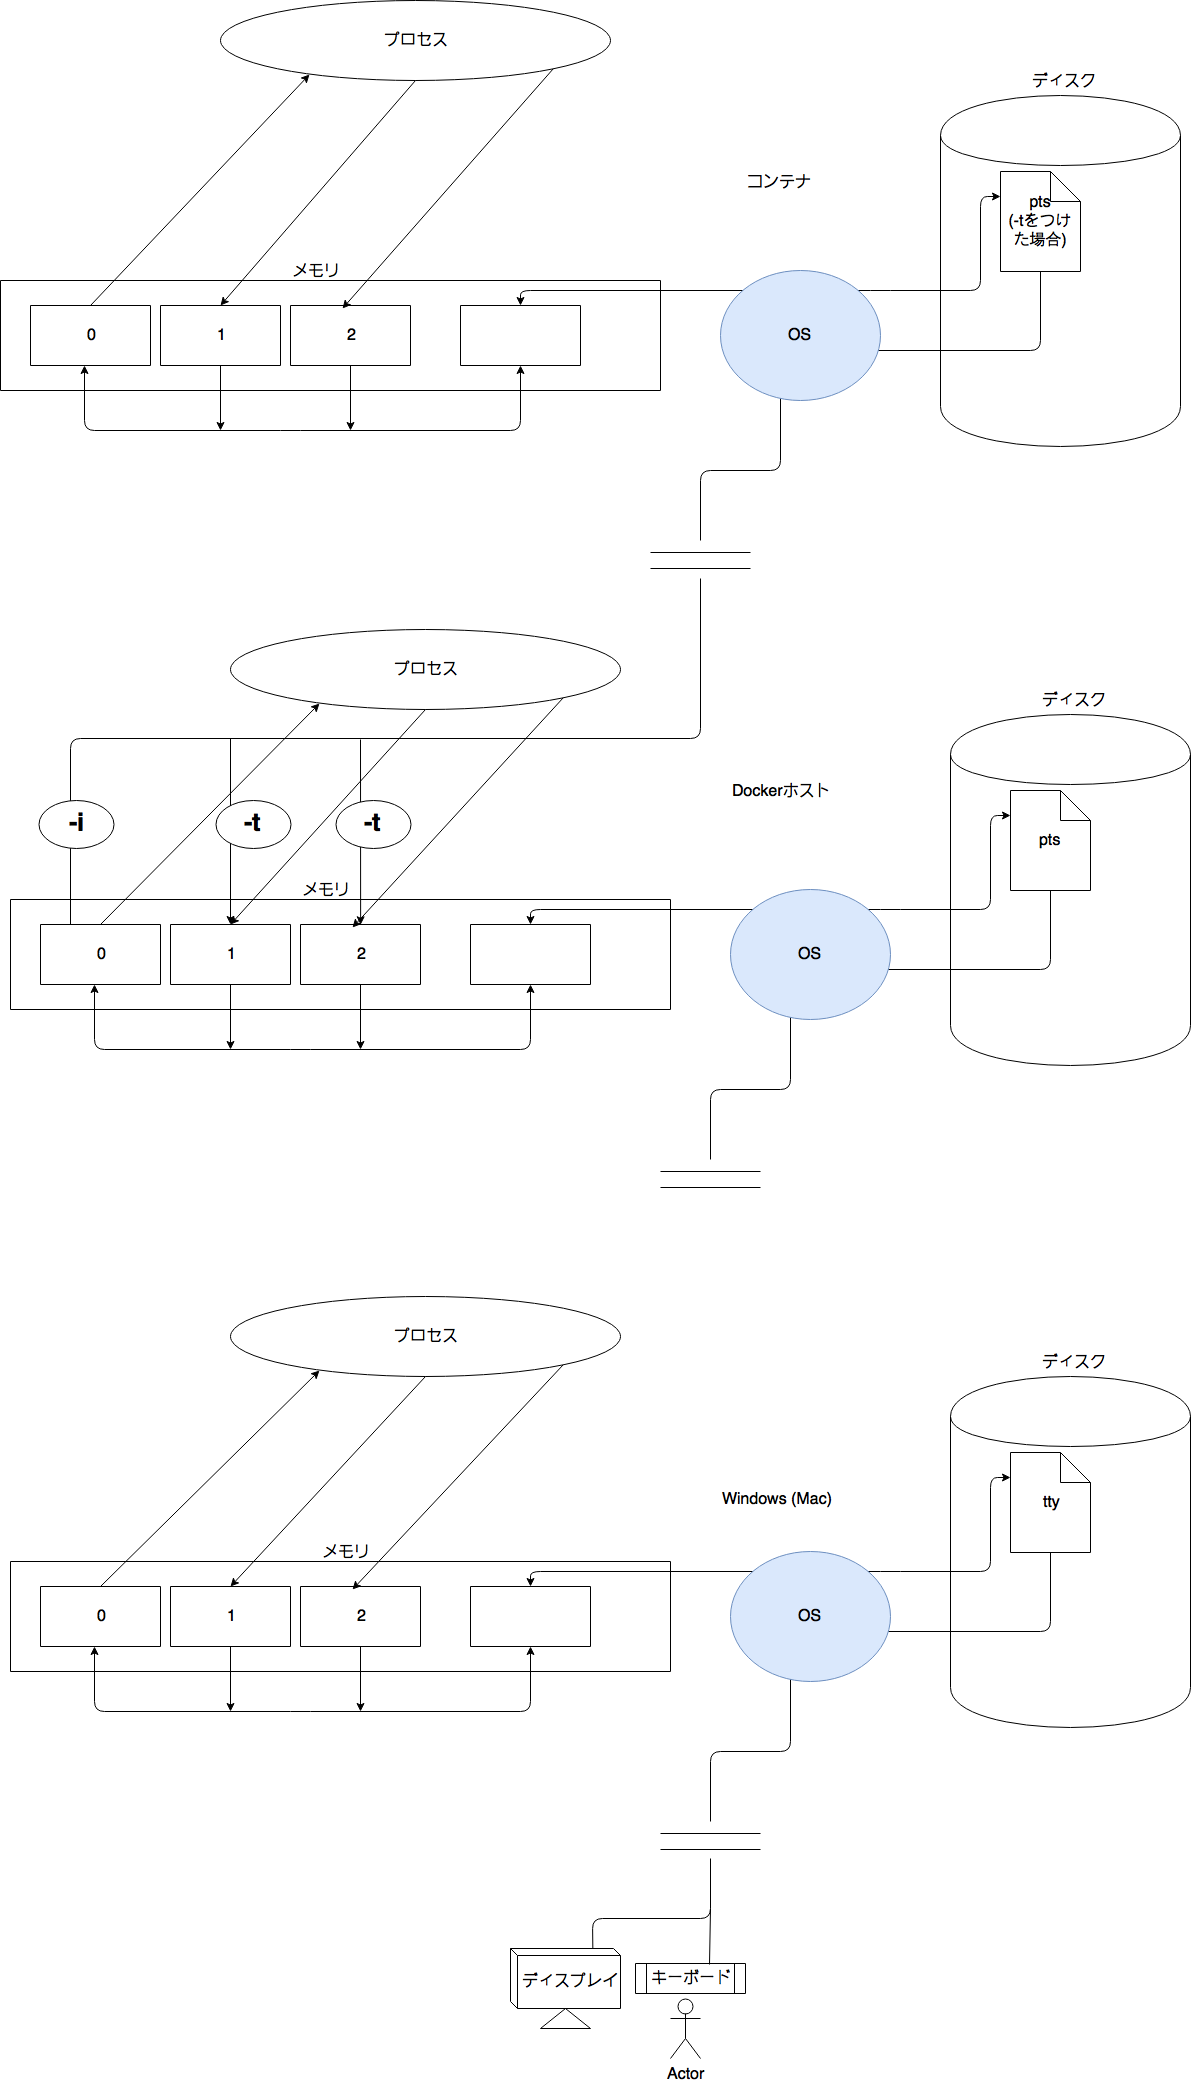 プロセス
ディスク
コンテナ
pts
(-tをつけ
た場合)
メモリ
0
1
2
OS
プロセス
ディスク
Dockerホスト
-i
-t
-t
pts
メモリ
0
1
2
OS
プロセス
ディスク
Windows (Mac)
tty
メモリ
0
1
2
OS
ディスプレイ
キーボード
Actor